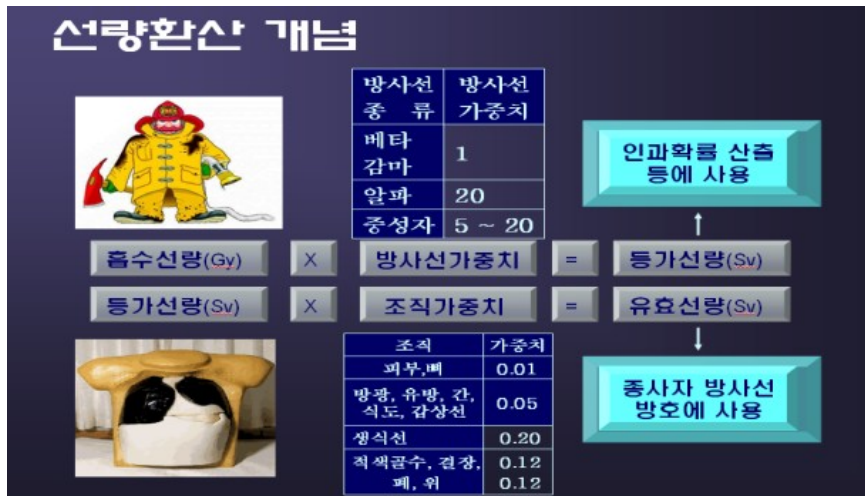 선량환산 개념
방사선 방사선
종 류 가중치
베타
감마 1
알파 20
중성자 5 ~ 20
인과확률 산출
등에 사용
흡수선량(Gy) X 방사선가중치 = 등가선량(Sv)
등가선량(Sv) X 조직가중치 = 유효선량(Sv)
조직 가중치
피부,뼈 0.01
방광, 유방, 간,
식도, 갑상선 0.05
생식선 0.20
적색골수, 결장, 0.12
폐, 위 0.12
종사자 방사선
방호에 사용